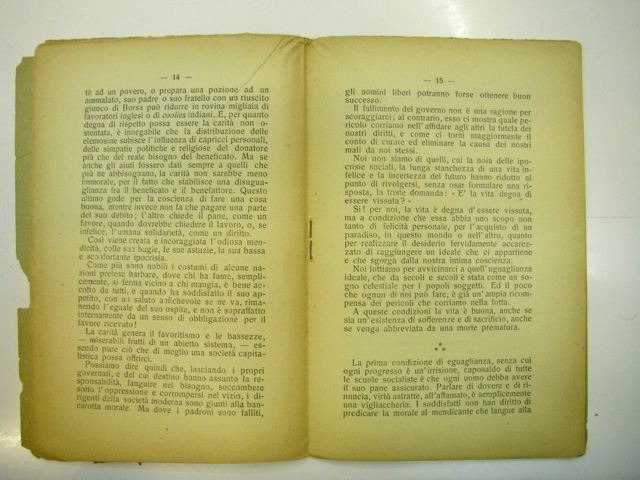 — 14 —
tè ad un povero, o prepara una pozione ad un
ammalato, suo padre o suo fratello con un riuscito
giuoco di Borsa può ridurre in rovina migliaia di
lavoratori inglesi o di coolies indiani. E, per quanto
degna di rispetto possa essere la carità non o-
stentata, è innegabile che la distribuzione delle
elemosine subisce l'influenza di capricci personali,
delle simpatie politiche e religiose del donatore
più che del reale bisogno del beneficato. Ma se
anche gli aiuti fossero dati sempre a quelli che
più ne abbisognano, la carità non sarebbe meno
immorale, per il fatto che stabilisce una disugua-
glianza fra il beneficato e il benefattore. Questo
ultimo gode per la coscienza di fare una cosa
buona, mentre invece non fa che pagare una parte
del suo debito; l'altro chiede il pane, come un
favore, quando dovrebbe chiedere il lavoro, o, se
infelice, l'umana solidarietà, come un diritto.
Così viene creata e incoraggiata l'odiosa mendi-
cità, colle sue bugie, le sue astuzie, la sua bassa
e sconfortante ipocrisia.
Come più sono nobili i costumi di alcune
nazioni pretese barbare, dove chi ha fame, sempli-
cemente, si ferma vicino a chi mangia, è bene ac-
colto da tutti, e quando ha soddisfatto il suo ap-
petito, con un saluto amichevole se ne va, rima-
nendo l'eguale del suo ospite, e non è sopraffatto
internamente da un senso di obbligazione per il
favore ricevuto!
La carità genera il favoritismo e le bassezze,
— miserabili frutti di un abietto sistema, — es-
sendo pure ciò che di meglio una società capita-
listica possa offrirci.
Possiamo dire quindi che, lasciando i propri
governati, e del cui destino hanno assunto la re-
sponsabilità, languire nel bisogno, soccombere
sotto l'oppressione e corrompersi nel vizio, i di-
rigenti della società moderna sono giunti alla ban-
carotta morale. Ma dove i padroni sono falliti,
— 15 —
gli uomini liberi potranno forse ottenere buon
successo.
Il fallimento del governo non è una ragione per
scoraggiarci; al contrario, esso ci mostra quale pe-
ricolo corriamo nell'affidare agli altri la tutela dei
nostri diritti, e come ci torni maggiormente il
conto di curare ed eliminare la causa dei nostri
mali da noi stessi.
Noi non siamo di quelli, cui la noia delle ipo-
crisie sociali, la lunga stanchezza di una vita in-
felice e la incertezza del futuro hanno ridotto al
punto di rivolgersi, senza osar formulare una ri-
sposta, la triste domanda: - E' la vita degna di
essere vissuta? -
Sì! per noi, la vita è degna d'essere vissuta,
ma a condizione che essa abbia uno scopo non
tanto di felicità personale, per l'acquisto di un
paradiso, in questo mondo o nell'altro, quanto
per realizzare il desiderio fervidamente accarez-
zato di raggiungere un ideale che ci appartiene
e che sgorga dalla nostra intima coscienza.
Noi lottiamo per avvicinarci a quell'uguaglianza
ideale, che da secoli e secoli è stata come un so-
gno celestiale per i popoli soggetti. Ed il poco
che ognun di noi può fare, è già un'ampia ricom-
pensa dei pericoli che corriamo nella lotta.
A queste condizioni la vita è buona, anche se
sia un'esistenza di sofferenze e di sacrificio, anche
se venga abbreviata da una morte prematura.
*
* *
La prima condizione di eguaglianza, senza cui
ogni progresso è un'irrisione, caposaldo di tutte
le scuole socialiste è che ogni uomo debba avere
il suo pane assicurato. Parlare di dovere e di ri-
nuncia, virtù astratte, all'affamato, è semplicemente
una vigliaccheria. I soddisfatti non han diritto di
predicare la morale al mendicante che langue alla